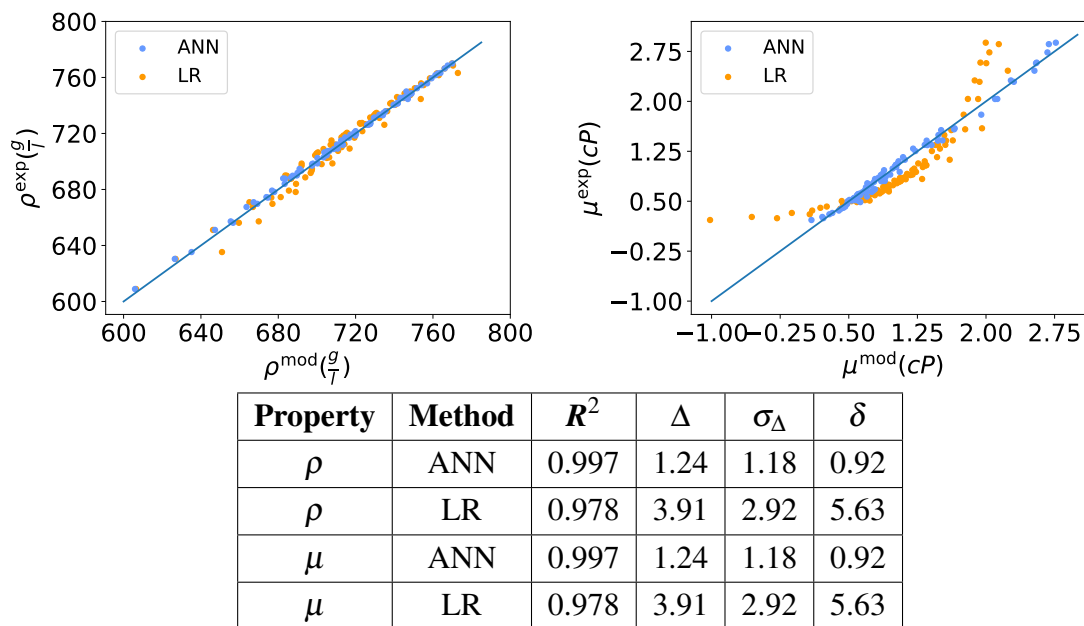 800
760
720
680
640
600
ρ^exp(g/l)
ANN
LR
600 640 680 720 760 800
ρ^mod(g/l)
2.75
2.00
1.25
0.50
−0.25
−1.00
μ^exp(cP)
ANN
LR
−1.00 −0.25 0.50 1.25 2.00 2.75
μ^mod(cP)
Property Method R² Δ σ_Δ δ
ρ ANN 0.997 1.24 1.18 0.92
ρ LR 0.978 3.91 2.92 5.63
μ ANN 0.997 1.24 1.18 0.92
μ LR 0.978 3.91 2.92 5.63